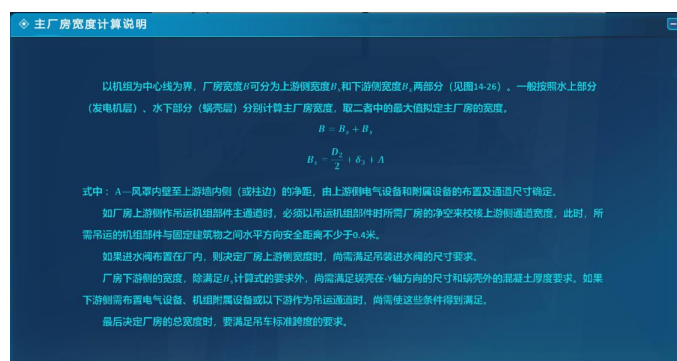 主厂房宽度计算说明
以机组为中心线为界，厂房宽度B可分为上游侧宽度Bs和下游侧宽度Bx两部分（见图14-26）。一般按照水上部分
（发电机层）、水下部分（蜗壳层）分别计算主厂房宽度，取二者中的最大值拟定主厂房的宽度。
B = Bs + Bx
Bs = D2/2 + δ3 + A
式中：A—风罩内壁至上游墙内侧（或柱边）的净距，由上游侧电气设备和附属设备的布置及通道尺寸确定。
如厂房上游侧作吊运机组部件主通道时，必须以吊运机组部件时所需厂房的净空来校核上游侧通道宽度，此时，所
需吊运的机组部件与固定建筑物之间水平方向安全距离不少于0.4米。
如果进水阀布置在厂内，则决定厂房上游侧宽度时，尚需满足吊装进水阀的尺寸要求。
厂房下游侧的宽度，除满足Bx计算式的要求外，尚需满足蜗壳在-Y轴方向的尺寸和蜗壳外的混凝土厚度要求。如果
下游侧需布置电气设备、机组附属设备或以下游作为吊运通道时，尚需使这些条件得到满足。
最后决定厂房的总宽度时，要满足吊车标准跨度的要求。